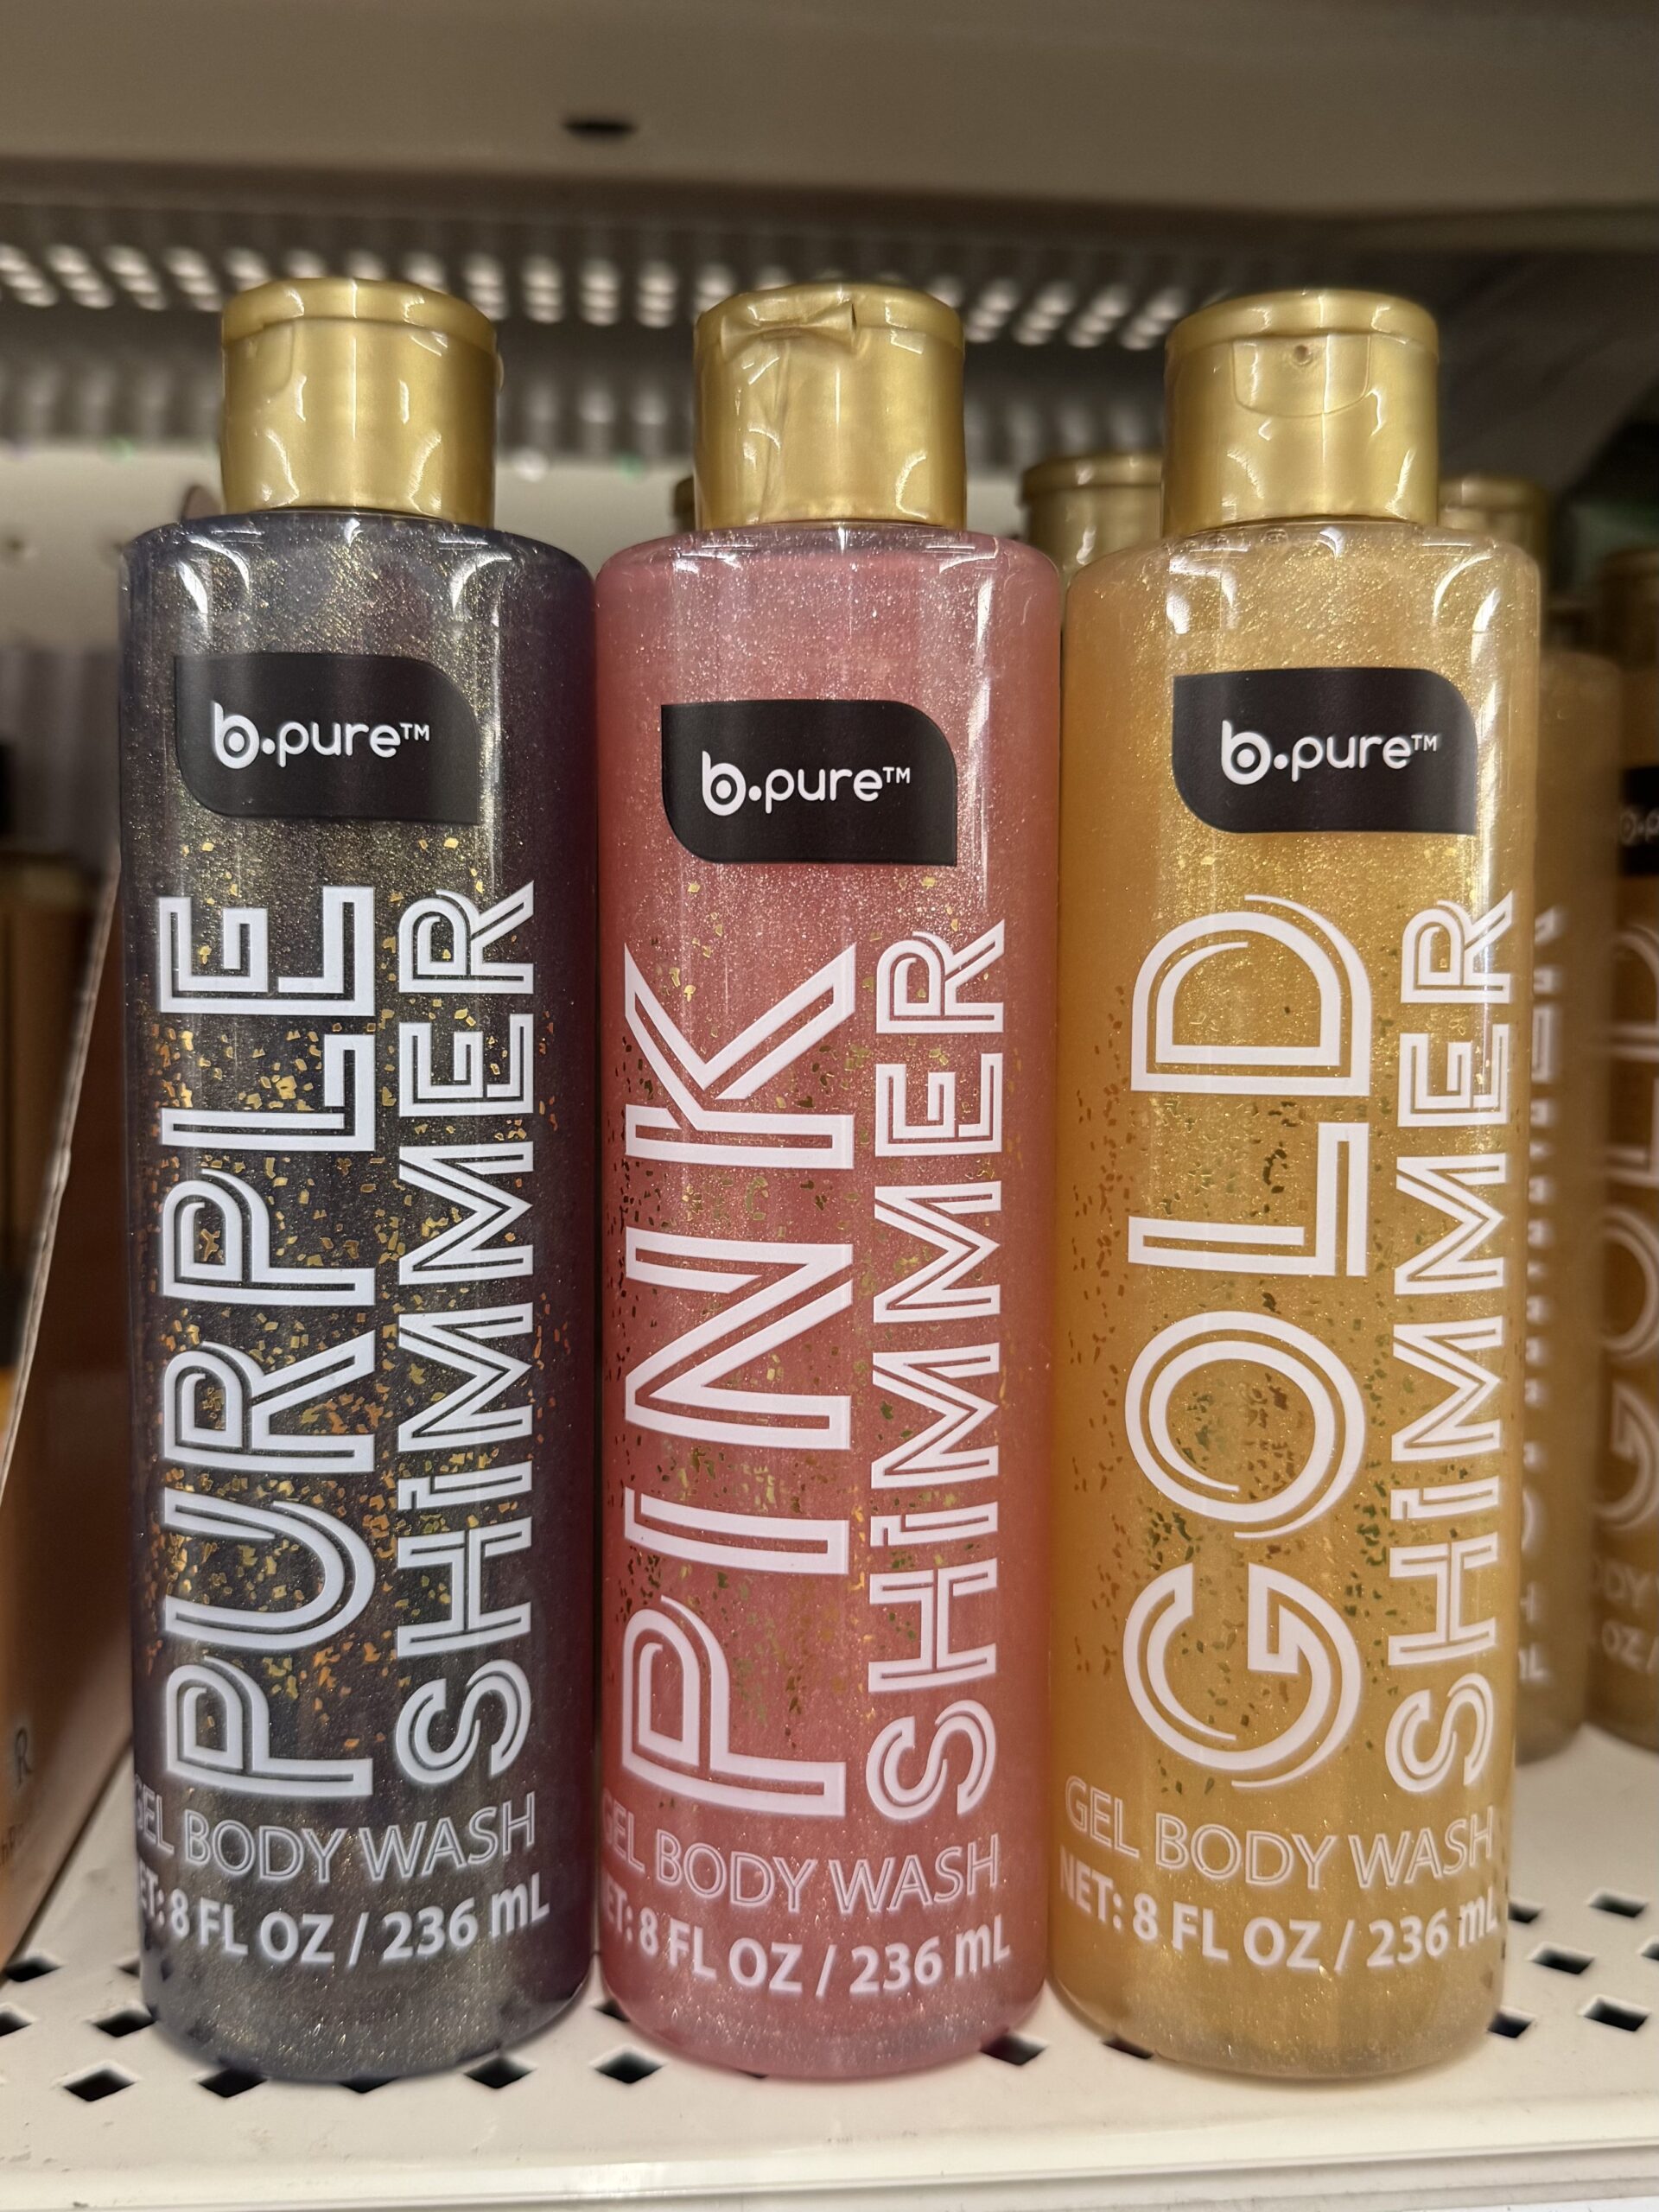 b.pure™
PURPLE
SHiMMER
GEL BODY WASH
NET: 8 FL OZ / 236 mL
b.pure™
PINK
SHiMMER
GEL BODY WASH
NET: 8 FL OZ / 236 mL
b.pure™
GOLD
SHiMMER
GEL BODY WASH
NET: 8 FL OZ / 236 mL